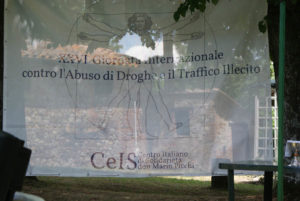 XXVI Giornata Internazionale
contro l'Abuso di Droghe e il Traffico Illecito
CeIS
Centro Italiano
di Solidarietà
don Mario Picchi